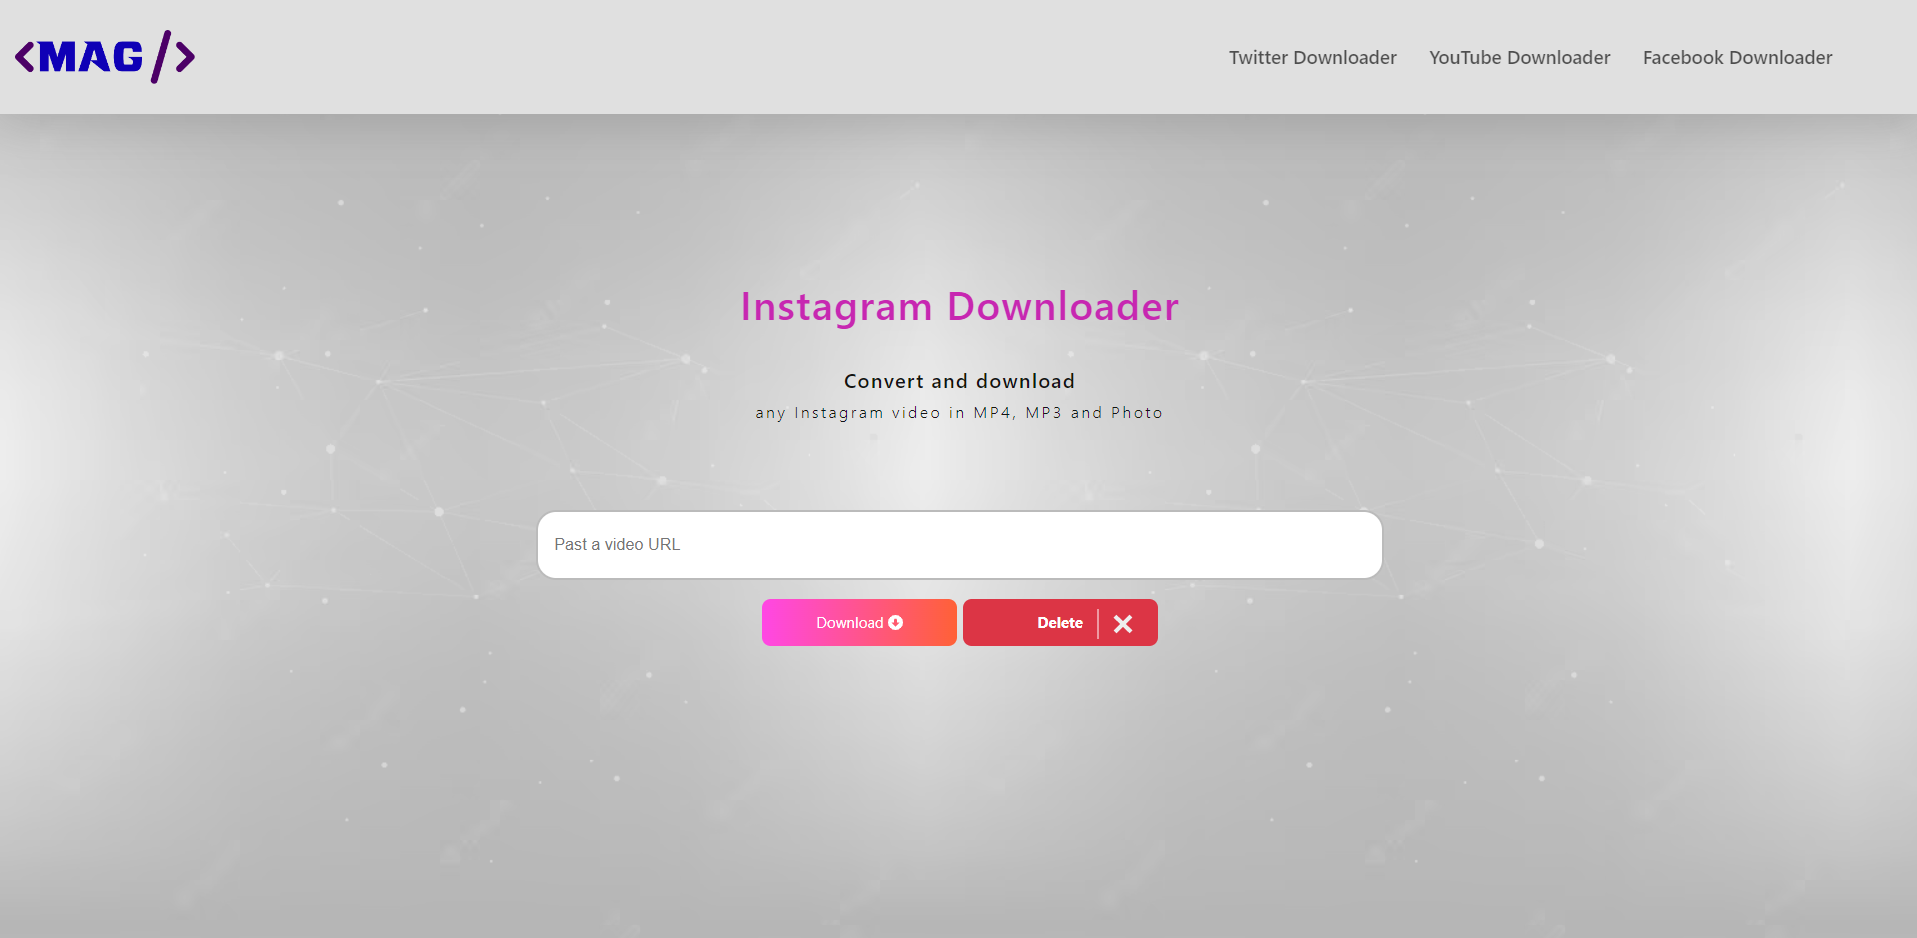 <MAG/>
Twitter Downloader
YouTube Downloader
Facebook Downloader
Instagram Downloader
Convert and download
any Instagram video in MP4, MP3 and Photo
Past a video URL
Download
Delete